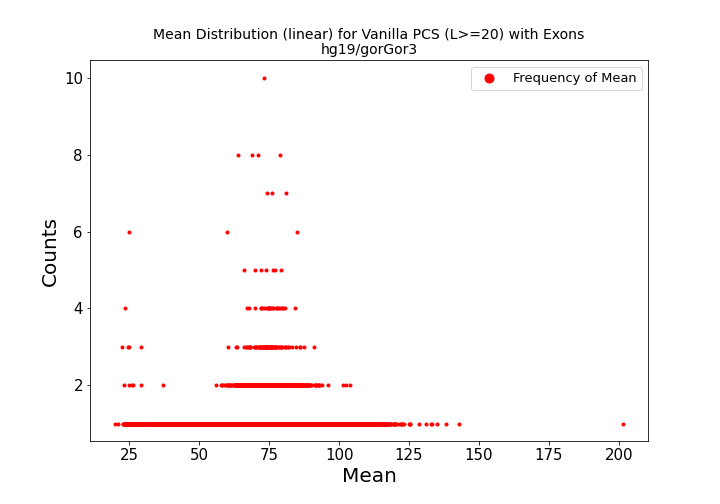 Mean Distribution (linear) for Vanilla PCS (L>=20) with Exons
hg19/gorGor3
Frequency of Mean
10
8
6
4
2
Counts
25 50 75 100 125 150 175 200
Mean